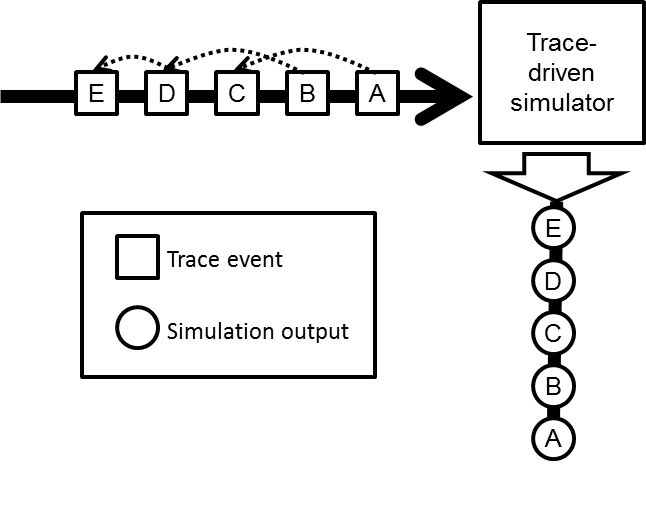 Trace-
driven
simulator
E D C B A
E
D
C
B
A
Trace event
Simulation output